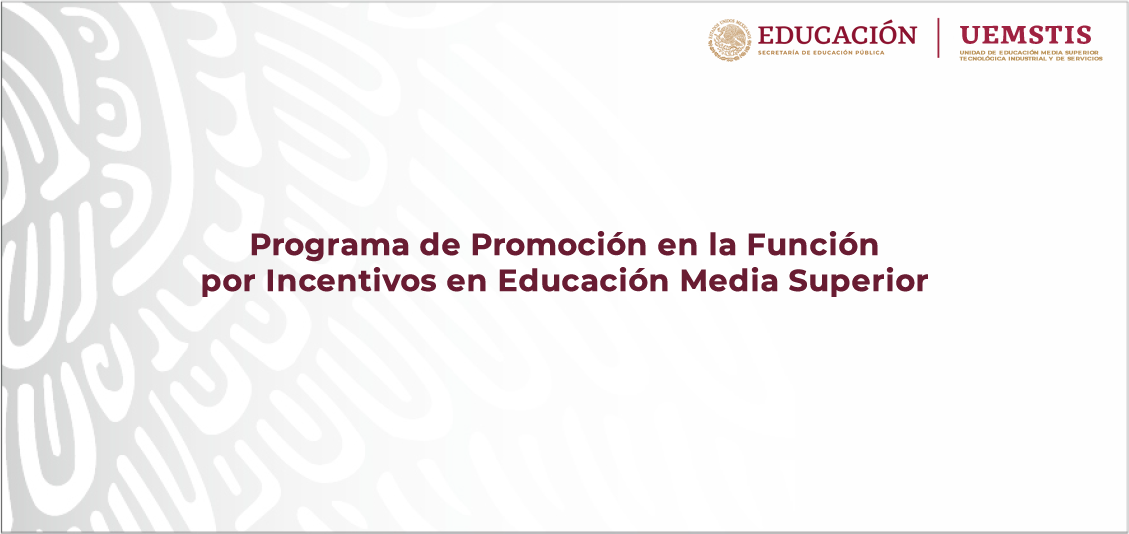 EDUCACIÓN
SECRETARÍA DE EDUCACIÓN PÚBLICA
UEMSTIS
UNIDAD DE EDUCACIÓN MEDIA SUPERIOR
TECNOLÓGICA INDUSTRIAL Y DE SERVICIOS
Programa de Promoción en la Función
por Incentivos en Educación Media Superior